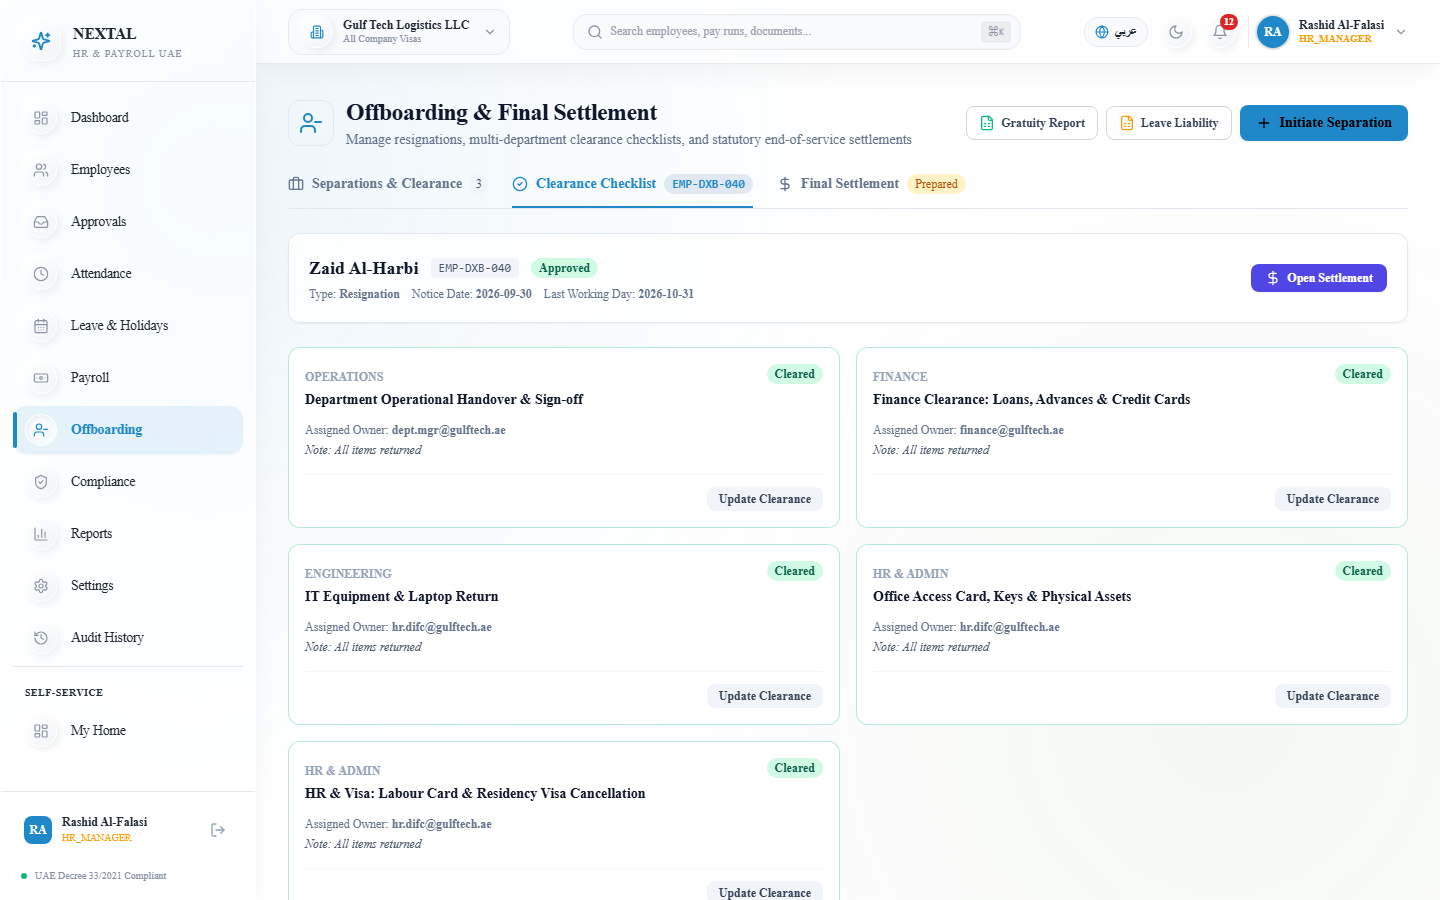 NEXTAL
HR & PAYROLL UAE
Dashboard
Employees
Approvals
Attendance
Leave & Holidays
Payroll
Offboarding
Compliance
Reports
Settings
Audit History
SELF-SERVICE
My Home
RA
Rashid Al-Falasi
HR_MANAGER
UAE Decree 33/2021 Compliant
Gulf Tech Logistics LLC
All Company Visas
Search employees, pay runs, documents...
⌘K
عربي
12
RA
Rashid Al-Falasi
HR_MANAGER
Offboarding & Final Settlement
Manage resignations, multi-department clearance checklists, and statutory end-of-service settlements
Gratuity Report
Leave Liability
Initiate Separation
Separations & Clearance 3
Clearance Checklist EMP-DXB-040
Final Settlement Prepared
Zaid Al-Harbi EMP-DXB-040 Approved
Type: Resignation Notice Date: 2026-09-30 Last Working Day: 2026-10-31
Open Settlement
OPERATIONS
Cleared
Department Operational Handover & Sign-off
Assigned Owner: dept.mgr@gulftech.ae
Note: All items returned
Update Clearance
FINANCE
Cleared
Finance Clearance: Loans, Advances & Credit Cards
Assigned Owner: finance@gulftech.ae
Note: All items returned
Update Clearance
ENGINEERING
Cleared
IT Equipment & Laptop Return
Assigned Owner: hr.difc@gulftech.ae
Note: All items returned
Update Clearance
HR & ADMIN
Cleared
Office Access Card, Keys & Physical Assets
Assigned Owner: hr.difc@gulftech.ae
Note: All items returned
Update Clearance
HR & ADMIN
Cleared
HR & Visa: Labour Card & Residency Visa Cancellation
Assigned Owner: hr.difc@gulftech.ae
Note: All items returned
Update Clearance